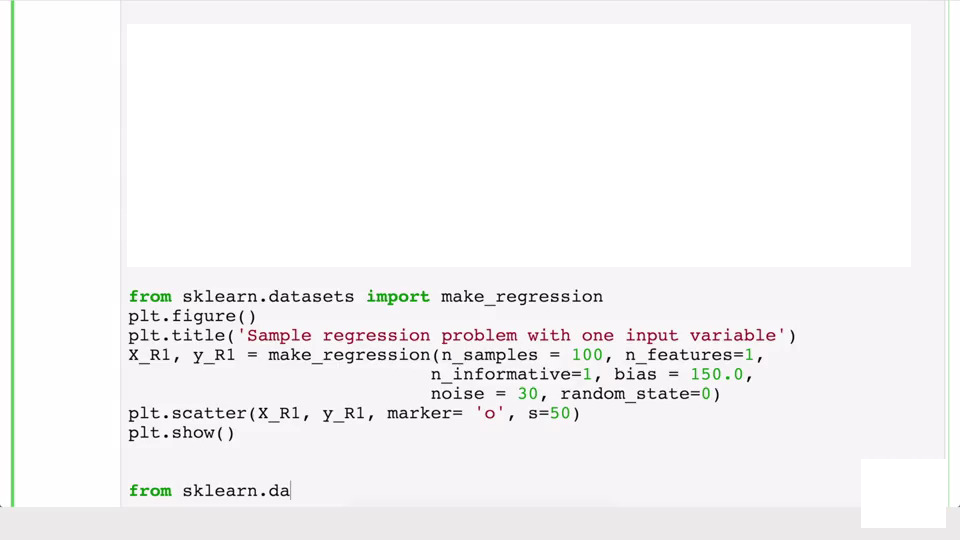 from sklearn.datasets import make_regression
plt.figure()
plt.title('Sample regression problem with one input variable')
X_R1, y_R1 = make_regression(n_samples = 100, n_features=1,
n_informative=1, bias = 150.0,
noise = 30, random_state=0)
plt.scatter(X_R1, y_R1, marker= 'o', s=50)
plt.show()
from sklearn.da